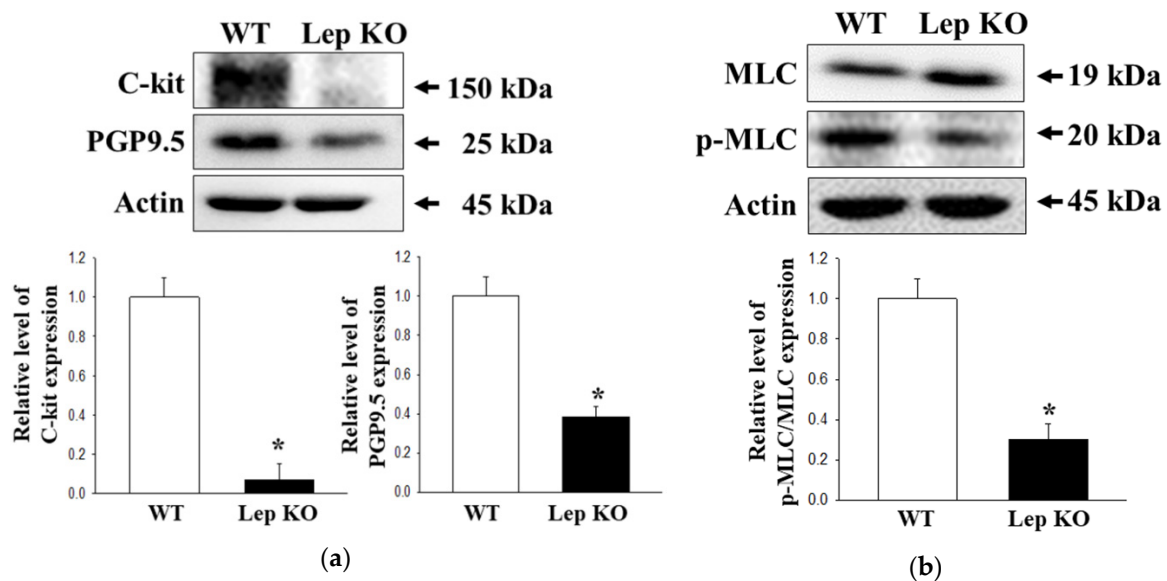 WT Lep KO
C-kit 150 kDa
PGP9.5 25 kDa
Actin 45 kDa
Relative level of
C-kit expression
1.2
1.0
0.8
0.6
0.4
0.2
0.0
*
WT Lep KO
Relative level of
PGP9.5 expression
1.2
1.0
0.8
0.6
0.4
0.2
0.0
*
WT Lep KO
(a)
WT Lep KO
MLC 19 kDa
p-MLC 20 kDa
Actin 45 kDa
Relative level of
p-MLC/MLC expression
1.2
1.0
0.8
0.6
0.4
0.2
0.0
*
WT Lep KO
(b)